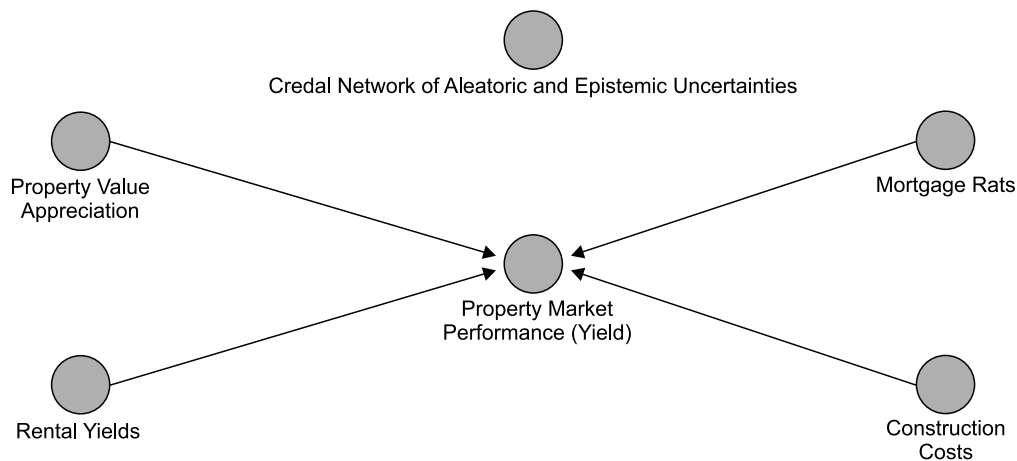 Credal Network of Aleatoric and Epistemic Uncertainties
Property Value
Appreciation
Mortgage Rats
Property Market
Performance (Yield)
Rental Yields
Construction
Costs